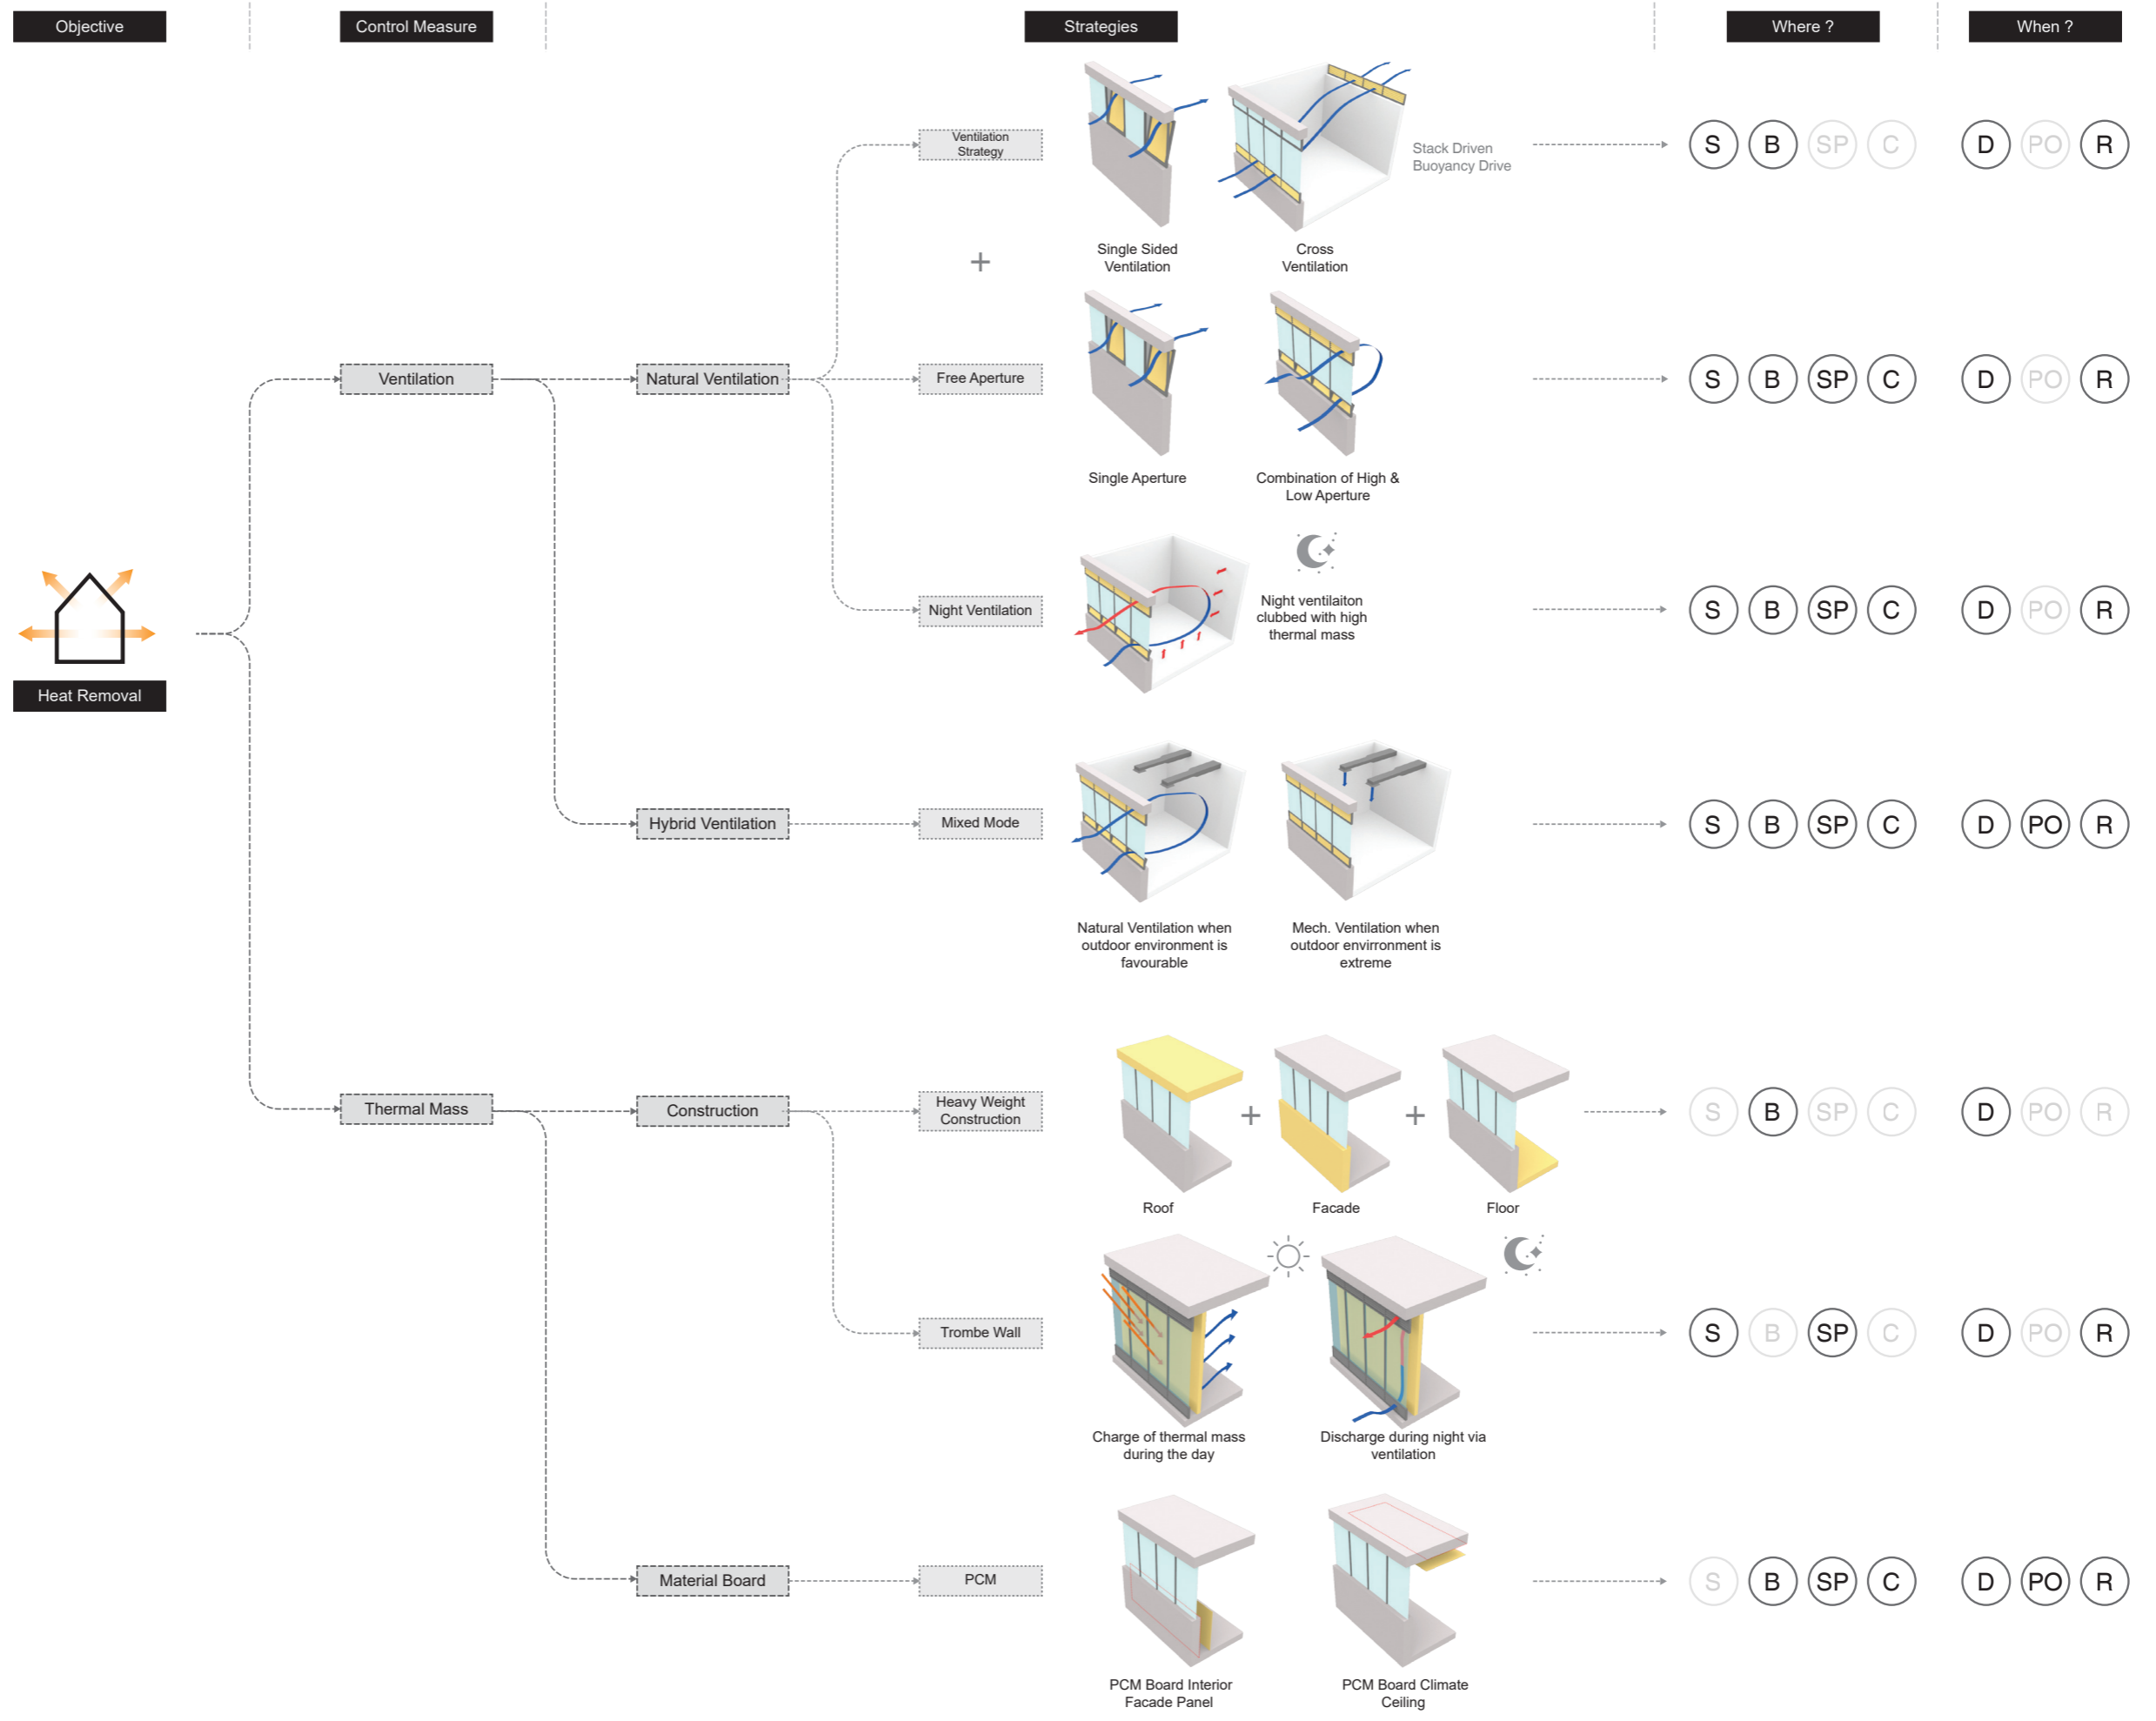 Objective
Control Measure
Strategies
Where ?
When ?
Ventilation
Strategy
Stack Driven
Buoyancy Drive
S B SP C
D PO R
Single Sided
Ventilation
Cross
Ventilation
+
Ventilation
Natural Ventilation
Free Aperture
S B SP C
D PO R
Single Aperture
Combination of High &
Low Aperture
Night Ventilation
Night ventilaiton
clubbed with high
thermal mass
S B SP C
D PO R
Heat Removal
Hybrid Ventilation
Mixed Mode
S B SP C
D PO R
Natural Ventilation when
outdoor environment is
favourable
Mech. Ventilation when
outdoor envirronment is
extreme
Thermal Mass
Construction
Heavy Weight
Construction
+
+
S B SP C
D PO R
Roof
Facade
Floor
Trombe Wall
S B SP C
D PO R
Charge of thermal mass
during the day
Discharge during night via
ventilation
Material Board
PCM
S B SP C
D PO R
PCM Board Interior
Facade Panel
PCM Board Climate
Ceiling